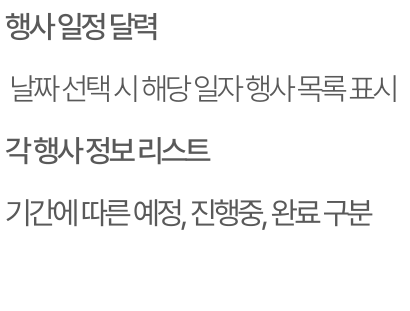 행사 일정 달력
날짜 선택 시 해당 일자 행사 목록 표시
각 행사 정보 리스트
기간에 따른 예정, 진행중, 완료 구분